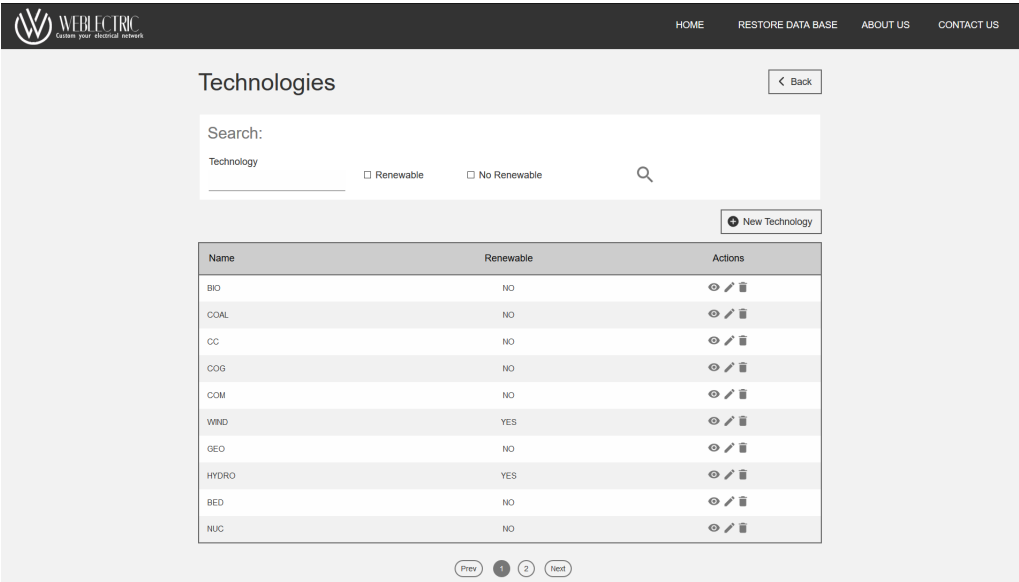 WEBLECTRIC
Custom your electrical network
HOME RESTORE DATA BASE ABOUT US CONTACT US
Technologies
Back
Search:
Technology
Renewable No Renewable
New Technology
Name Renewable Actions
BIO NO
COAL NO
CC NO
COG NO
COM NO
WIND YES
GEO NO
HYDRO YES
BED NO
NUC NO
Prev 1 2 Next